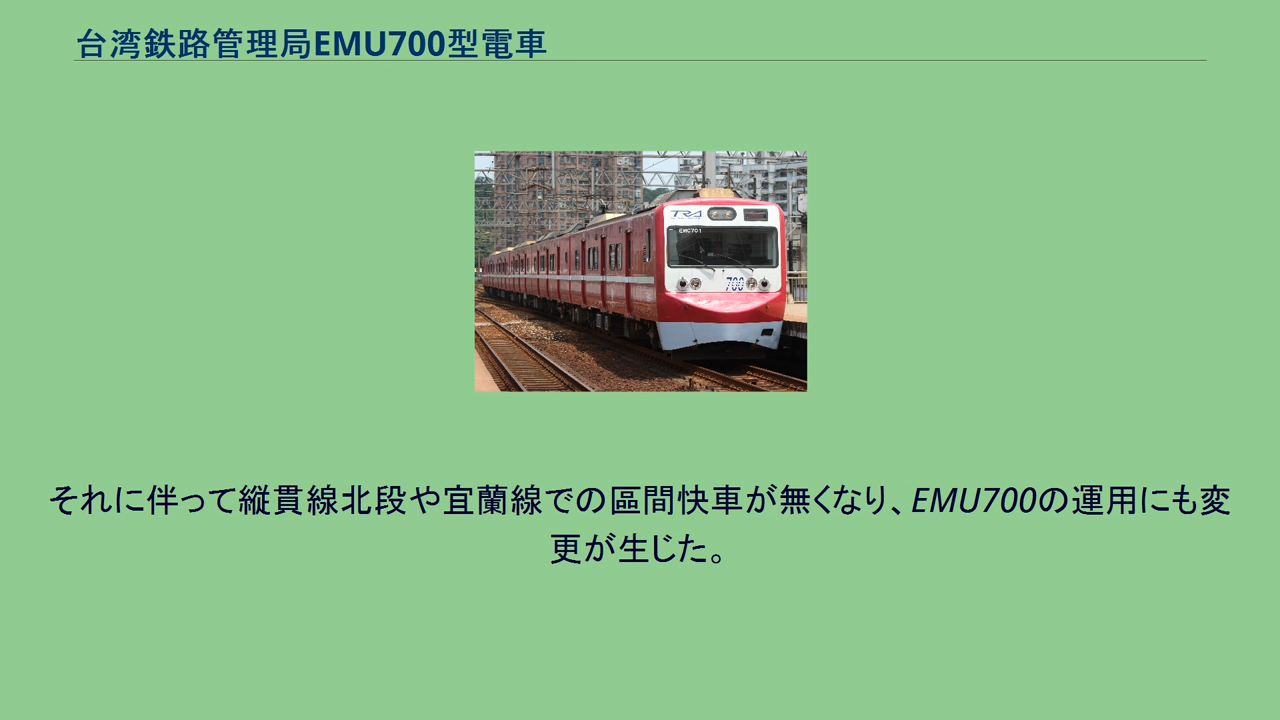 台湾鉄路管理局EMU700型電車
TRA
EMC701
700
それに伴って縦貫線北段や宜蘭線での區間快車が無くなり、EMU700の運用にも変
更が生じた。